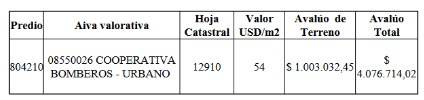 Predio Aiva valorativa Hoja Catastral Valor USD/m2 Avalúo de Terreno Avalúo Total
804210 08550026 COOPERATIVA BOMBEROS - URBANO 12910 54 $ 1.003.032,45 $ 4.076.714,02